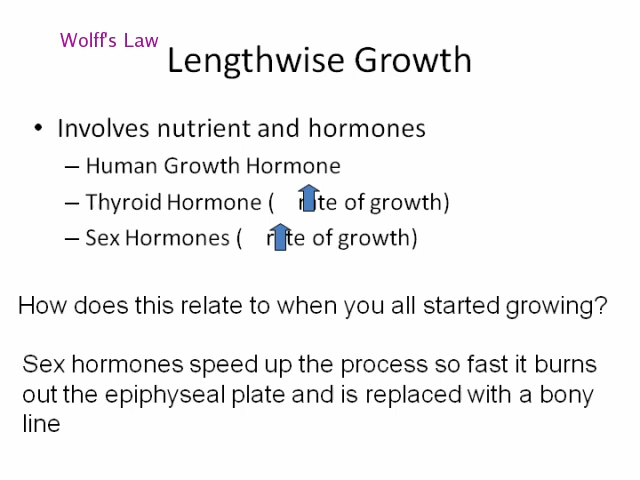 Wolff's Law
Lengthwise Growth
• Involves nutrient and hormones
– Human Growth Hormone
– Thyroid Hormone ( rate of growth)
– Sex Hormones ( rate of growth)
How does this relate to when you all started growing?
Sex hormones speed up the process so fast it burns
out the epiphyseal plate and is replaced with a bony
line